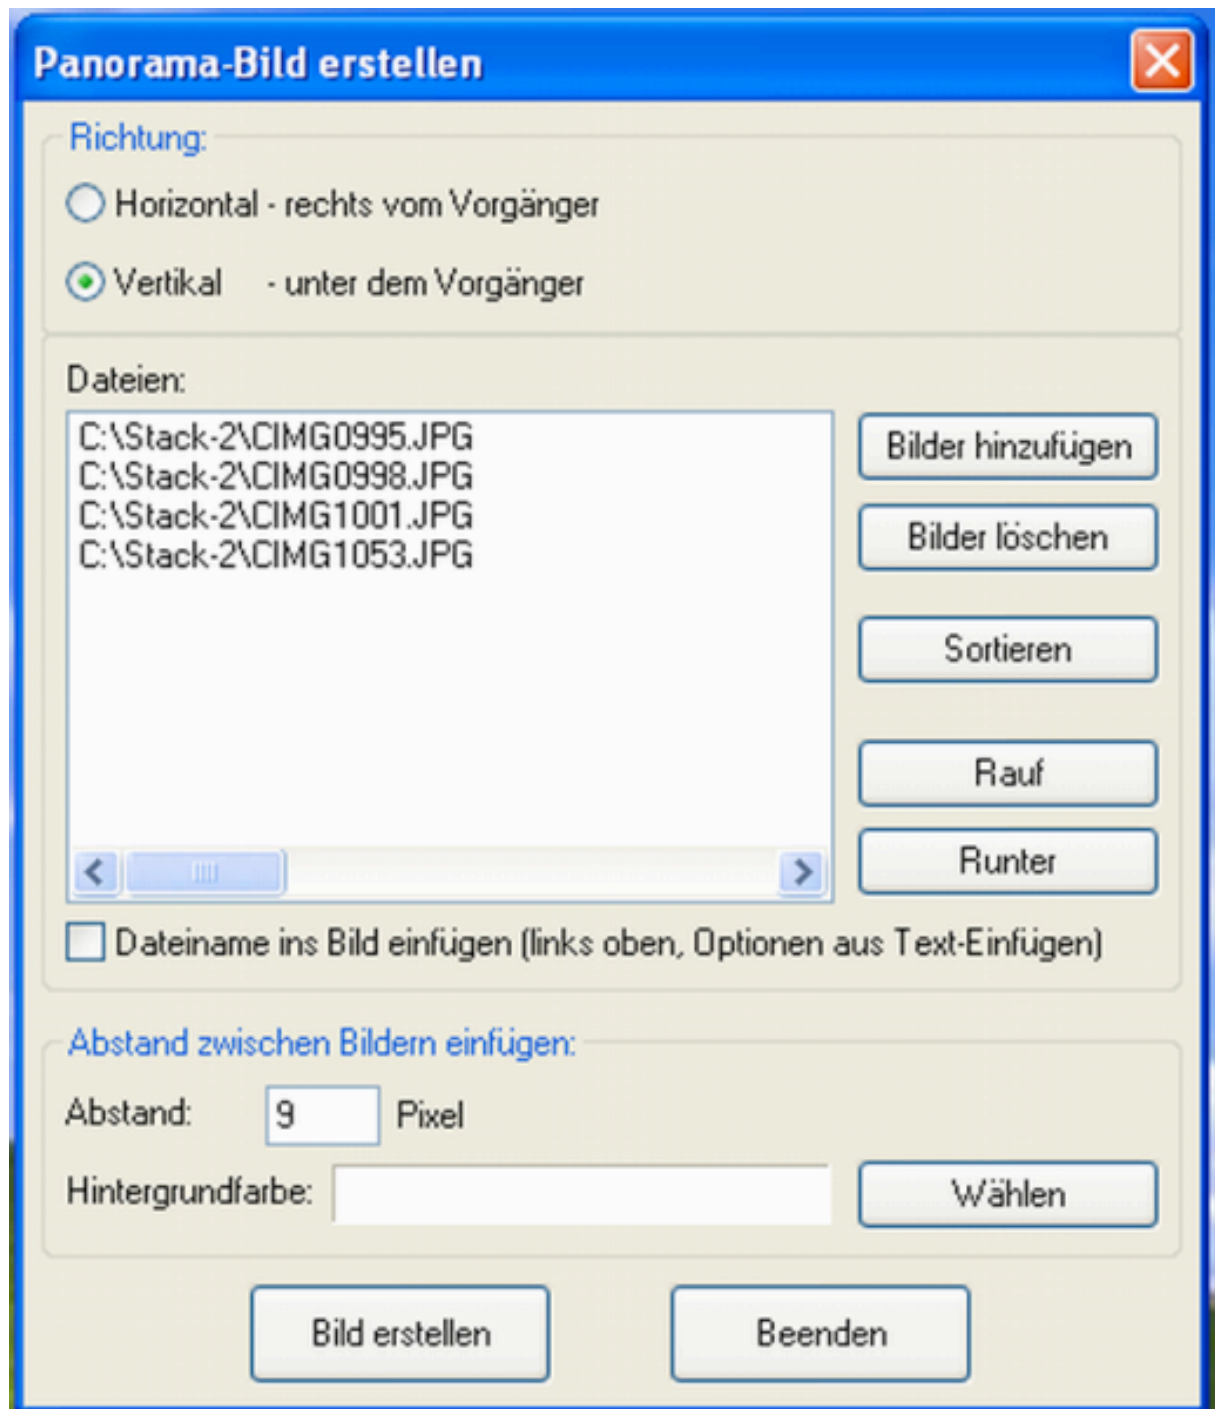 Panorama-Bild erstellen
Richtung:
Horizontal - rechts vom Vorgänger
Vertikal - unter dem Vorgänger
Dateien:
C:\Stack-2\CIMG0995.JPG
C:\Stack-2\CIMG0998.JPG
C:\Stack-2\CIMG1001.JPG
C:\Stack-2\CIMG1053.JPG
Bilder hinzufügen
Bilder löschen
Sortieren
Rauf
Runter
Dateiname ins Bild einfügen (links oben, Optionen aus Text-Einfügen)
Abstand zwischen Bildern einfügen:
Abstand: 9 Pixel
Hintergrundfarbe: Wählen
Bild erstellen Beenden